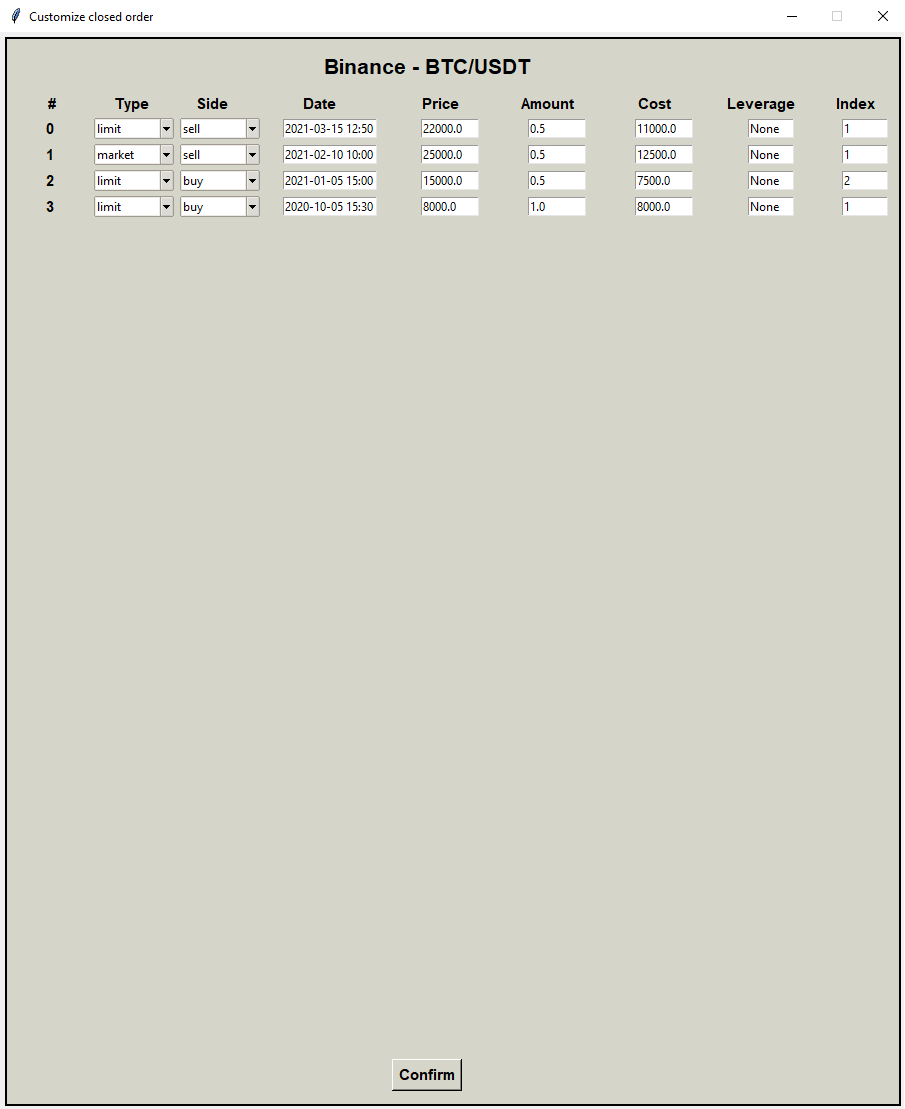 Customize closed order
Binance - BTC/USDT
# Type Side Date Price Amount Cost Leverage Index
0 limit sell 2021-03-15 12:50 22000.0 0.5 11000.0 None 1
1 market sell 2021-02-10 10:00 25000.0 0.5 12500.0 None 1
2 limit buy 2021-01-05 15:00 15000.0 0.5 7500.0 None 2
3 limit buy 2020-10-05 15:30 8000.0 1.0 8000.0 None 1
Confirm